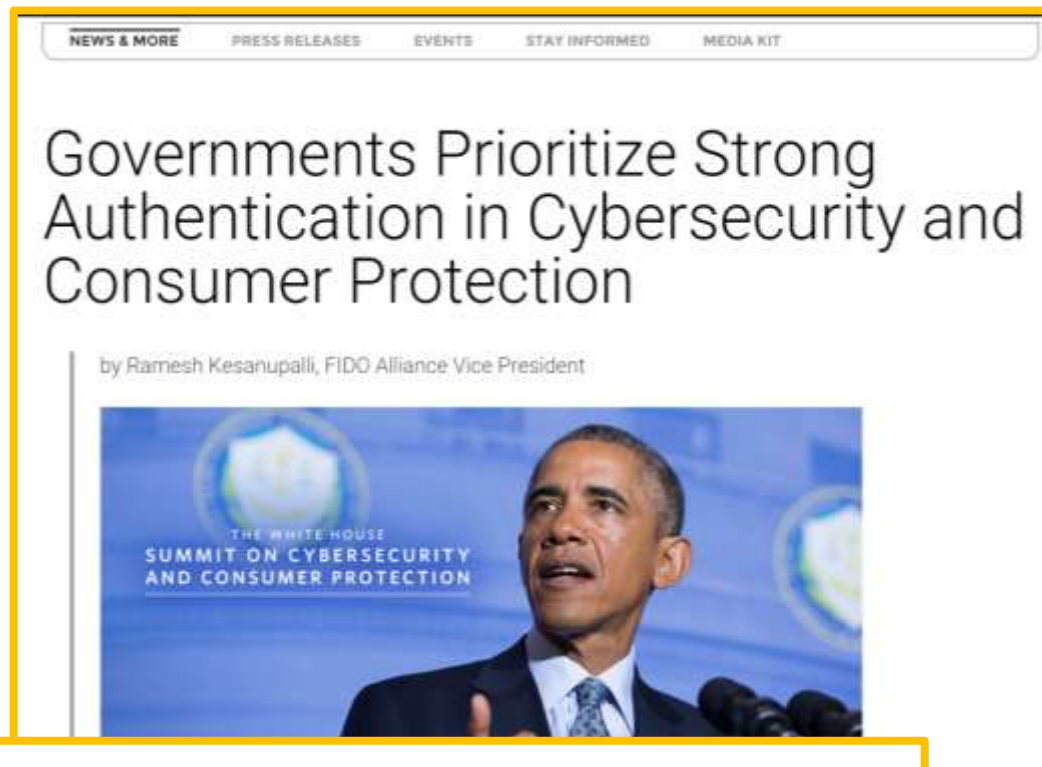 NEWS & MORE PRESS RELEASES EVENTS STAY INFORMED MEDIA KIT
Governments Prioritize Strong
Authentication in Cybersecurity and
Consumer Protection
by Ramesh Kesanupalli, FIDO Alliance Vice President
THE WHITE HOUSE
SUMMIT ON CYBERSECURITY
AND CONSUMER PROTECTION